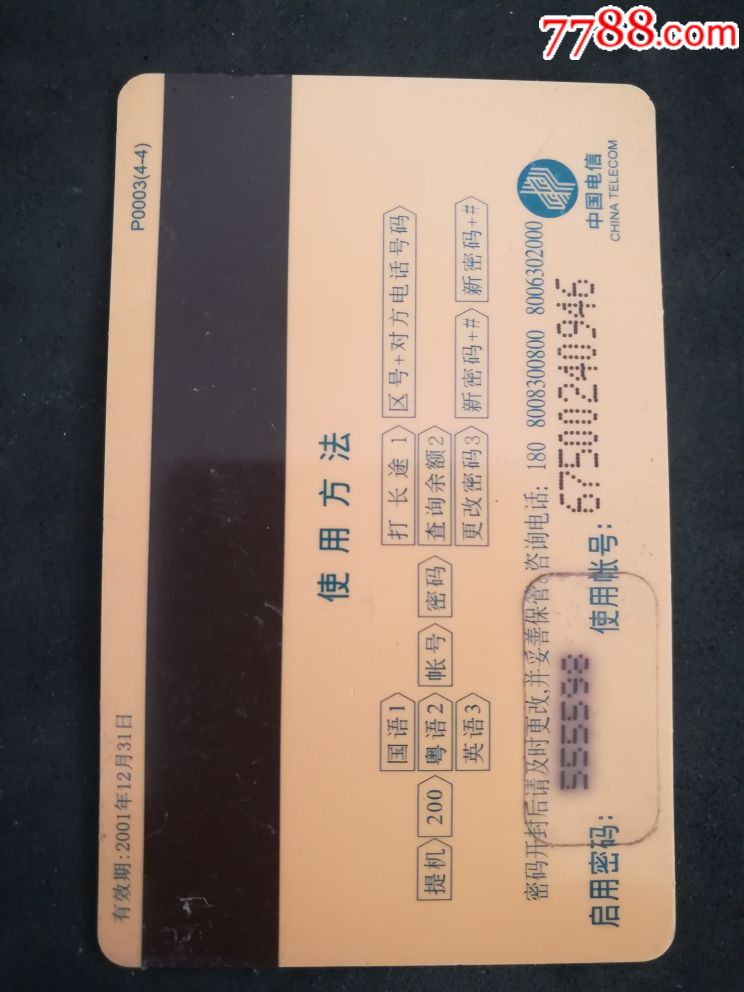 7788.com
有效期:2001年12月31日
P0003(4-4)
中国电信
CHINA TELECOM
使用方法
国语1 打长途1 区号+对方电话号码
提机 200 粤语2 帐号 密码 查询余额2
英语3 更改密码3 新密码+# 新密码+#
密码开封后请及时更改,并妥善保管。咨询电话: 180 8008300800 8006302000
启用密码: 555598 使用帐号: 67500240946